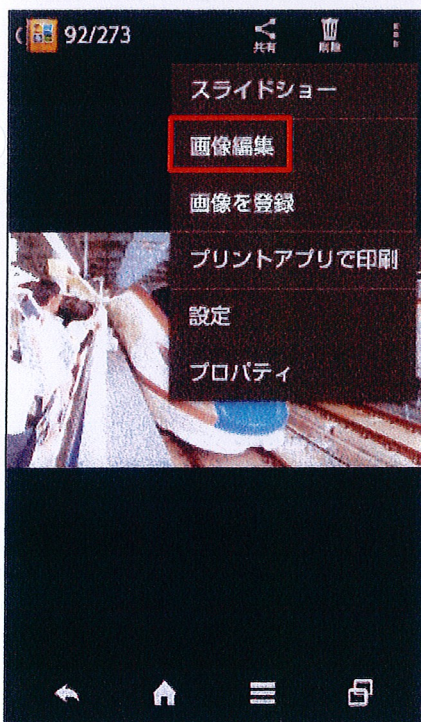 92/273
共有
削除
スライドショー
画像編集
画像を登録
プリントアプリで印刷
設定
プロパティ